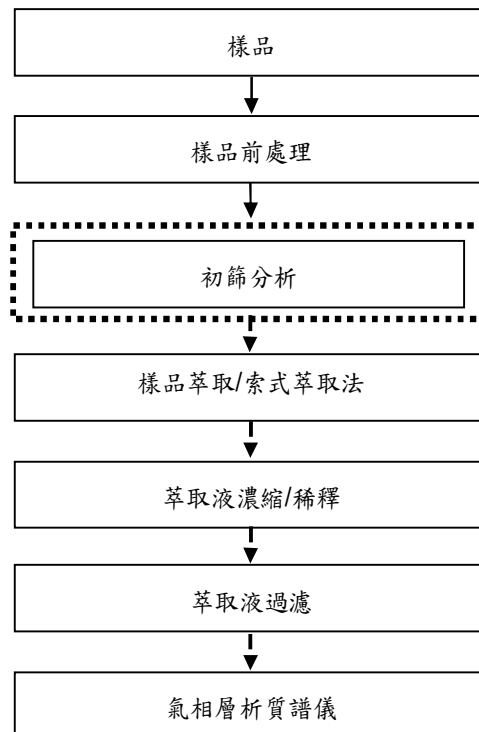 樣品
樣品前處理
初篩分析
樣品萃取/索式萃取法
萃取液濃縮/稀釋
萃取液過濾
氣相層析質譜儀